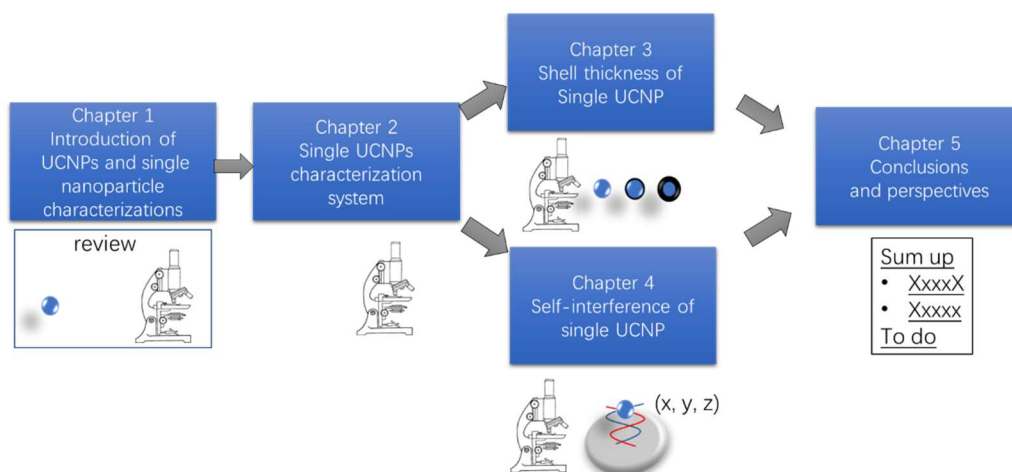 Chapter 1
Introduction of
UCNPs and single
nanoparticle
characterizations
review
Chapter 2
Single UCNPs
characterization
system
Chapter 3
Shell thickness of
Single UCNP
Chapter 4
Self-interference of
single UCNP
(x, y, z)
Chapter 5
Conclusions
and perspectives
Sum up
• XxxxX
• Xxxxx
To do